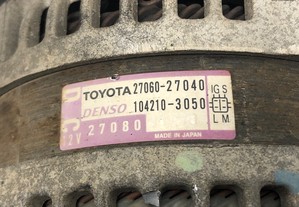 TOYOTA 27060-27040
DENSO 104210-3050
IG S
L M
12V 27080
MADE IN JAPAN